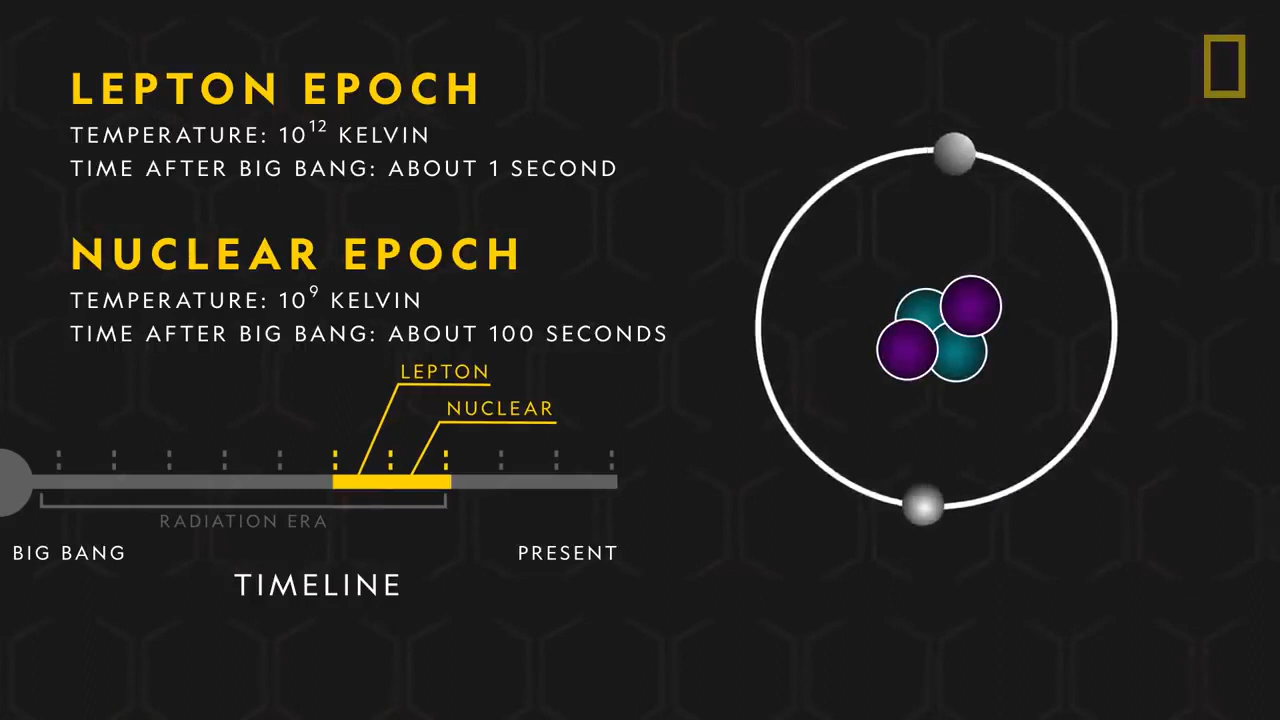 LEPTON EPOCH
TEMPERATURE: 10¹² KELVIN
TIME AFTER BIG BANG: ABOUT 1 SECOND
NUCLEAR EPOCH
TEMPERATURE: 10⁹ KELVIN
TIME AFTER BIG BANG: ABOUT 100 SECONDS
LEPTON
NUCLEAR
RADIATION ERA
BIG BANG
PRESENT
TIMELINE